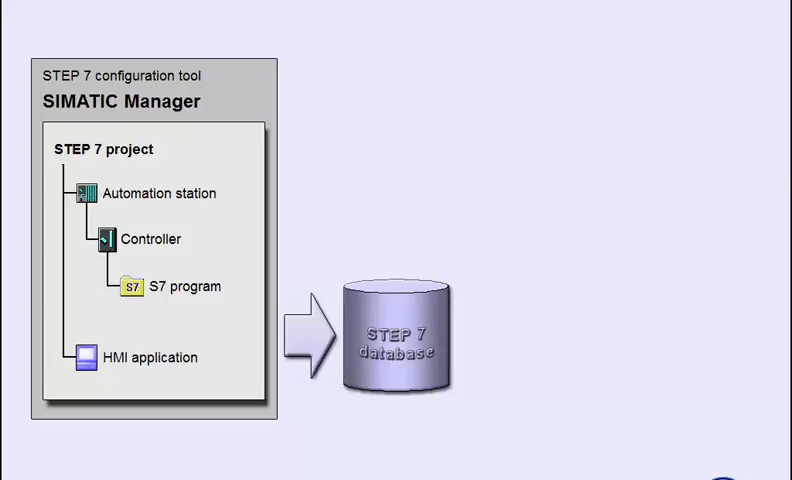 STEP 7 configuration tool
SIMATIC Manager
STEP 7 project
Automation station
Controller
S7 S7 program
HMI application
STEP 7
database